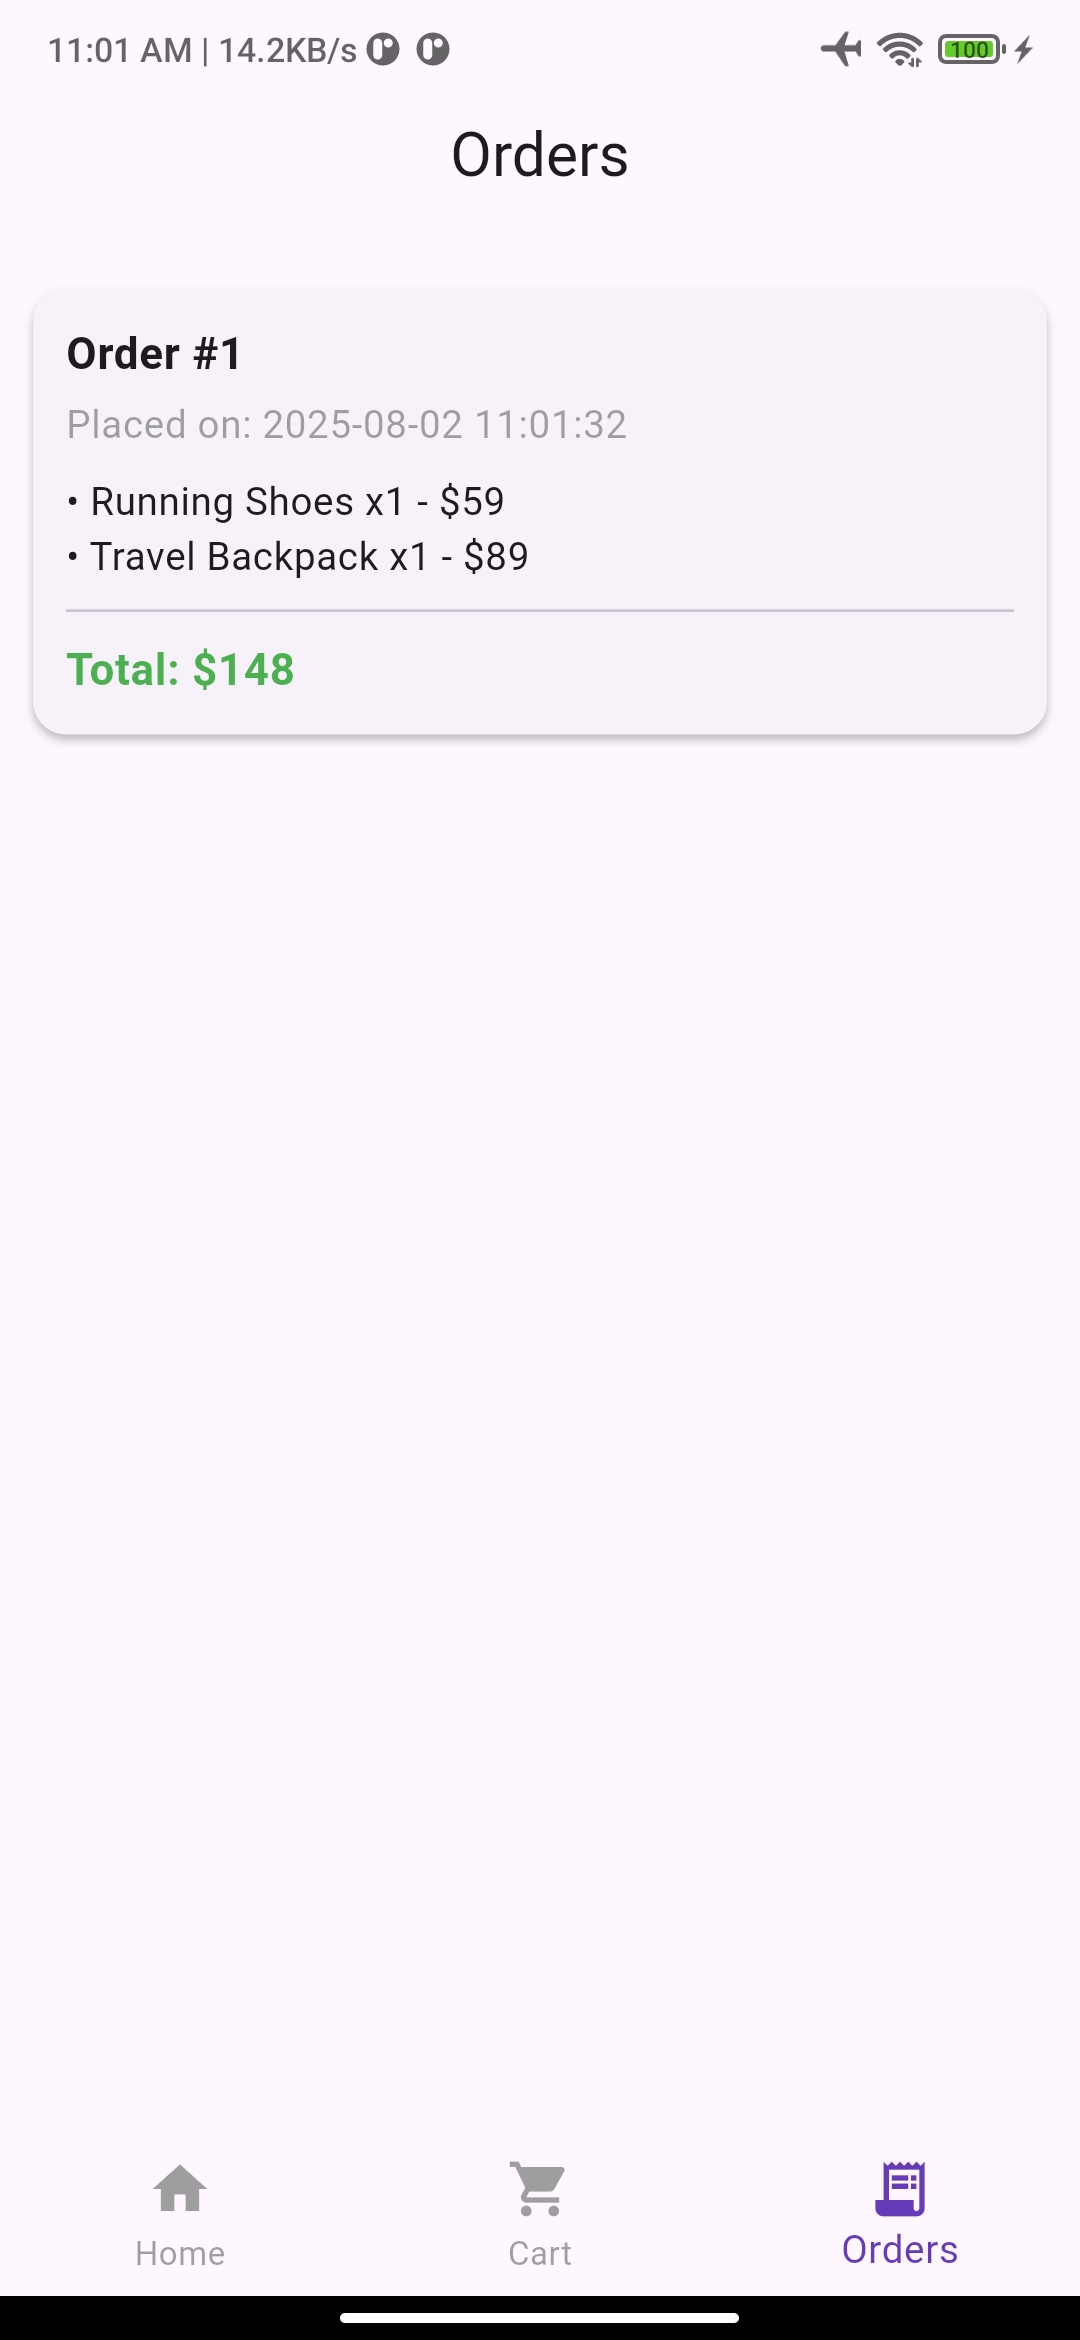 11:01 AM | 14.2KB/s
100
Orders
Order #1
Placed on: 2025-08-02 11:01:32
• Running Shoes x1 - $59
• Travel Backpack x1 - $89
Total: $148
Home
Cart
Orders